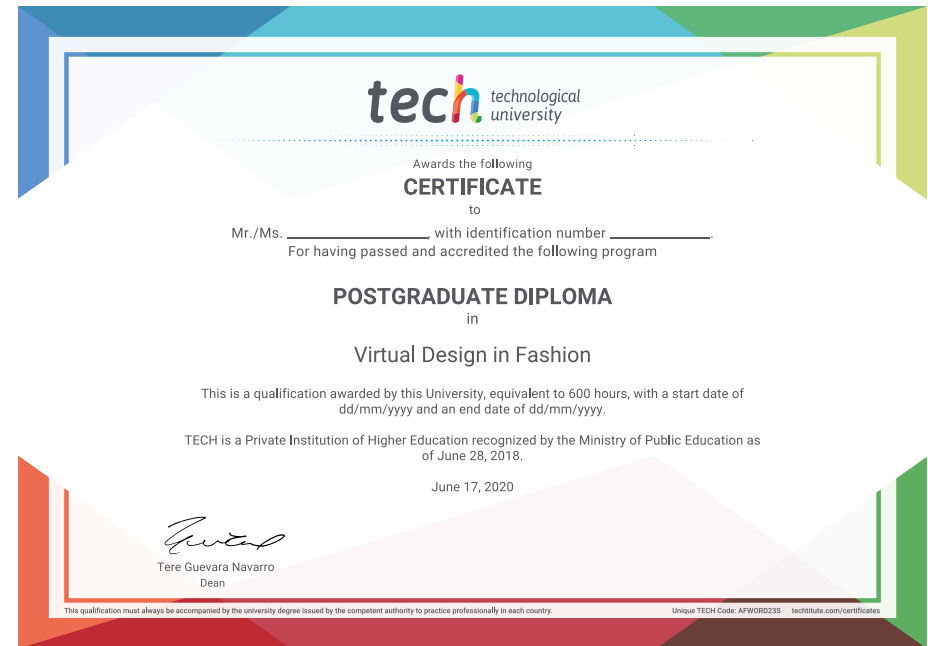 tech technological
university
Awards the following
CERTIFICATE
to
Mr./Ms. ____________________, with identification number ______________.
For having passed and accredited the following program
POSTGRADUATE DIPLOMA
in
Virtual Design in Fashion
This is a qualification awarded by this University, equivalent to 600 hours, with a start date of
dd/mm/yyyy and an end date of dd/mm/yyyy.
TECH is a Private Institution of Higher Education recognized by the Ministry of Public Education as
of June 28, 2018.
June 17, 2020
Tere Guevara Navarro
Dean
This qualification must always be accompanied by the university degree issued by the competent authority to practice professionally in each country. Unique TECH Code: AFWORD23S techtitute.com/certificates